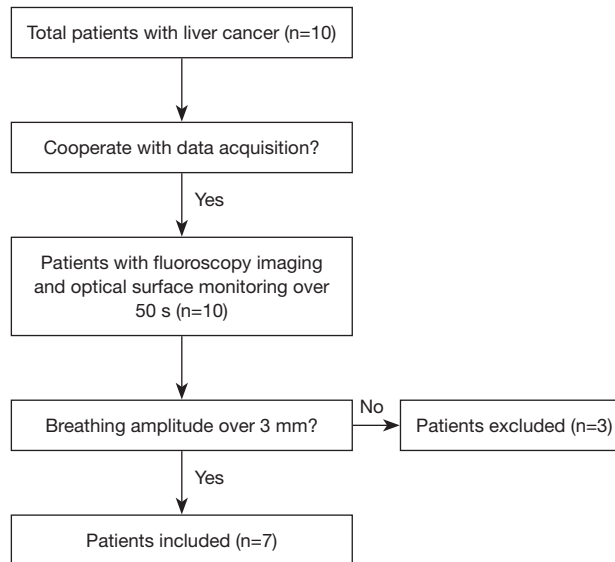 Total patients with liver cancer (n=10)
Cooperate with data acquisition?
Yes
Patients with fluoroscopy imaging
and optical surface monitoring over
50 s (n=10)
Breathing amplitude over 3 mm?
No
Patients excluded (n=3)
Yes
Patients included (n=7)